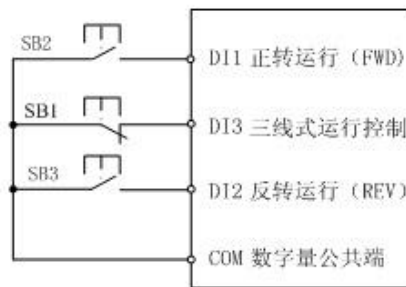 SB2
DI1 正转运行（FWD)
SB1
DI3 三线式运行控制
SB3
DI2 反转运行（REV)
COM 数字量公共端